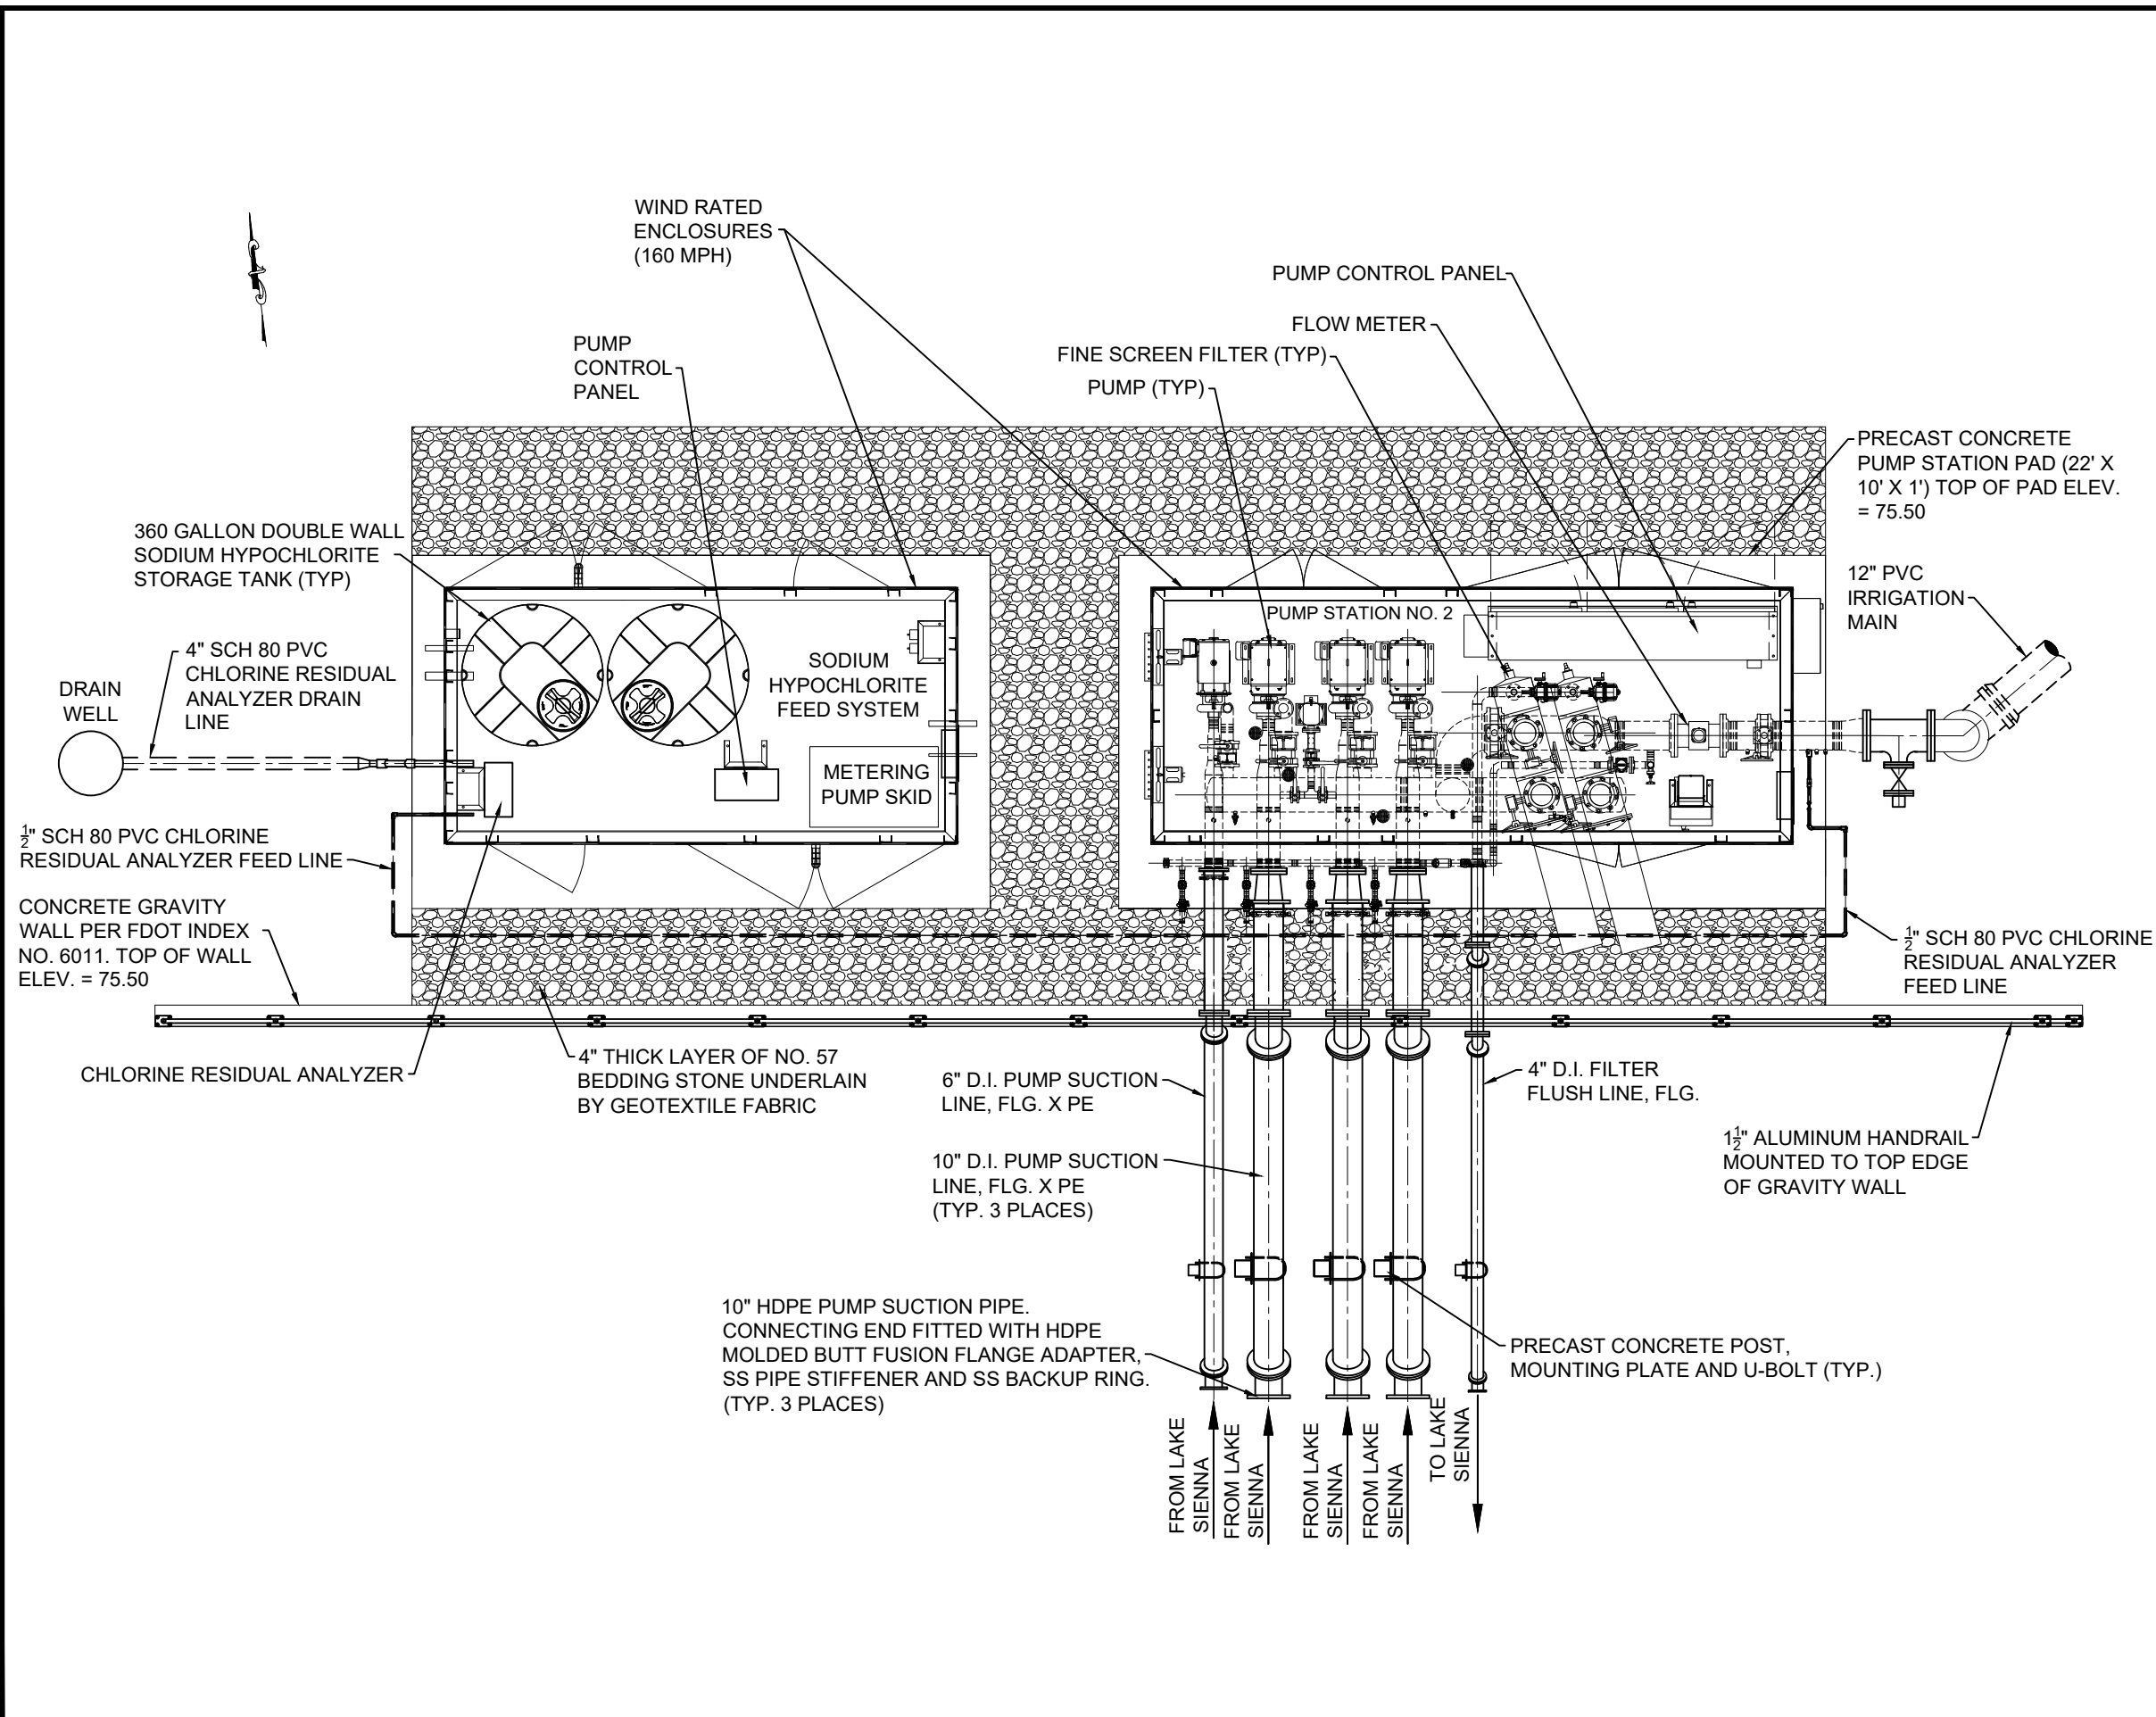 WIND RATED
ENCLOSURES
(160 MPH)
PUMP CONTROL PANEL
FLOW METER
FINE SCREEN FILTER (TYP)
PUMP (TYP)
PUMP
CONTROL
PANEL
PRECAST CONCRETE
PUMP STATION PAD (22' X
10' X 1') TOP OF PAD ELEV.
= 75.50
360 GALLON DOUBLE WALL
SODIUM HYPOCHLORITE
STORAGE TANK (TYP)
12" PVC
IRRIGATION
MAIN
PUMP STATION NO. 2
4" SCH 80 PVC
CHLORINE RESIDUAL
ANALYZER DRAIN
LINE
DRAIN
WELL
SODIUM
HYPOCHLORITE
FEED SYSTEM
METERING
PUMP SKID
½" SCH 80 PVC CHLORINE
RESIDUAL ANALYZER FEED LINE
CONCRETE GRAVITY
WALL PER FDOT INDEX
NO. 6011. TOP OF WALL
ELEV. = 75.50
½" SCH 80 PVC CHLORINE
RESIDUAL ANALYZER
FEED LINE
CHLORINE RESIDUAL ANALYZER
4" THICK LAYER OF NO. 57
BEDDING STONE UNDERLAIN
BY GEOTEXTILE FABRIC
6" D.I. PUMP SUCTION
LINE, FLG. X PE
4" D.I. FILTER
FLUSH LINE, FLG.
1½" ALUMINUM HANDRAIL
MOUNTED TO TOP EDGE
OF GRAVITY WALL
10" D.I. PUMP SUCTION
LINE, FLG. X PE
(TYP. 3 PLACES)
10" HDPE PUMP SUCTION PIPE.
CONNECTING END FITTED WITH HDPE
MOLDED BUTT FUSION FLANGE ADAPTER,
SS PIPE STIFFENER AND SS BACKUP RING.
(TYP. 3 PLACES)
PRECAST CONCRETE POST,
MOUNTING PLATE AND U-BOLT (TYP.)
FROM LAKE
SIENNA
FROM LAKE
SIENNA
FROM LAKE
SIENNA
FROM LAKE
SIENNA
TO LAKE
SIENNA